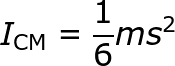 I_CM = 1/6 ms²